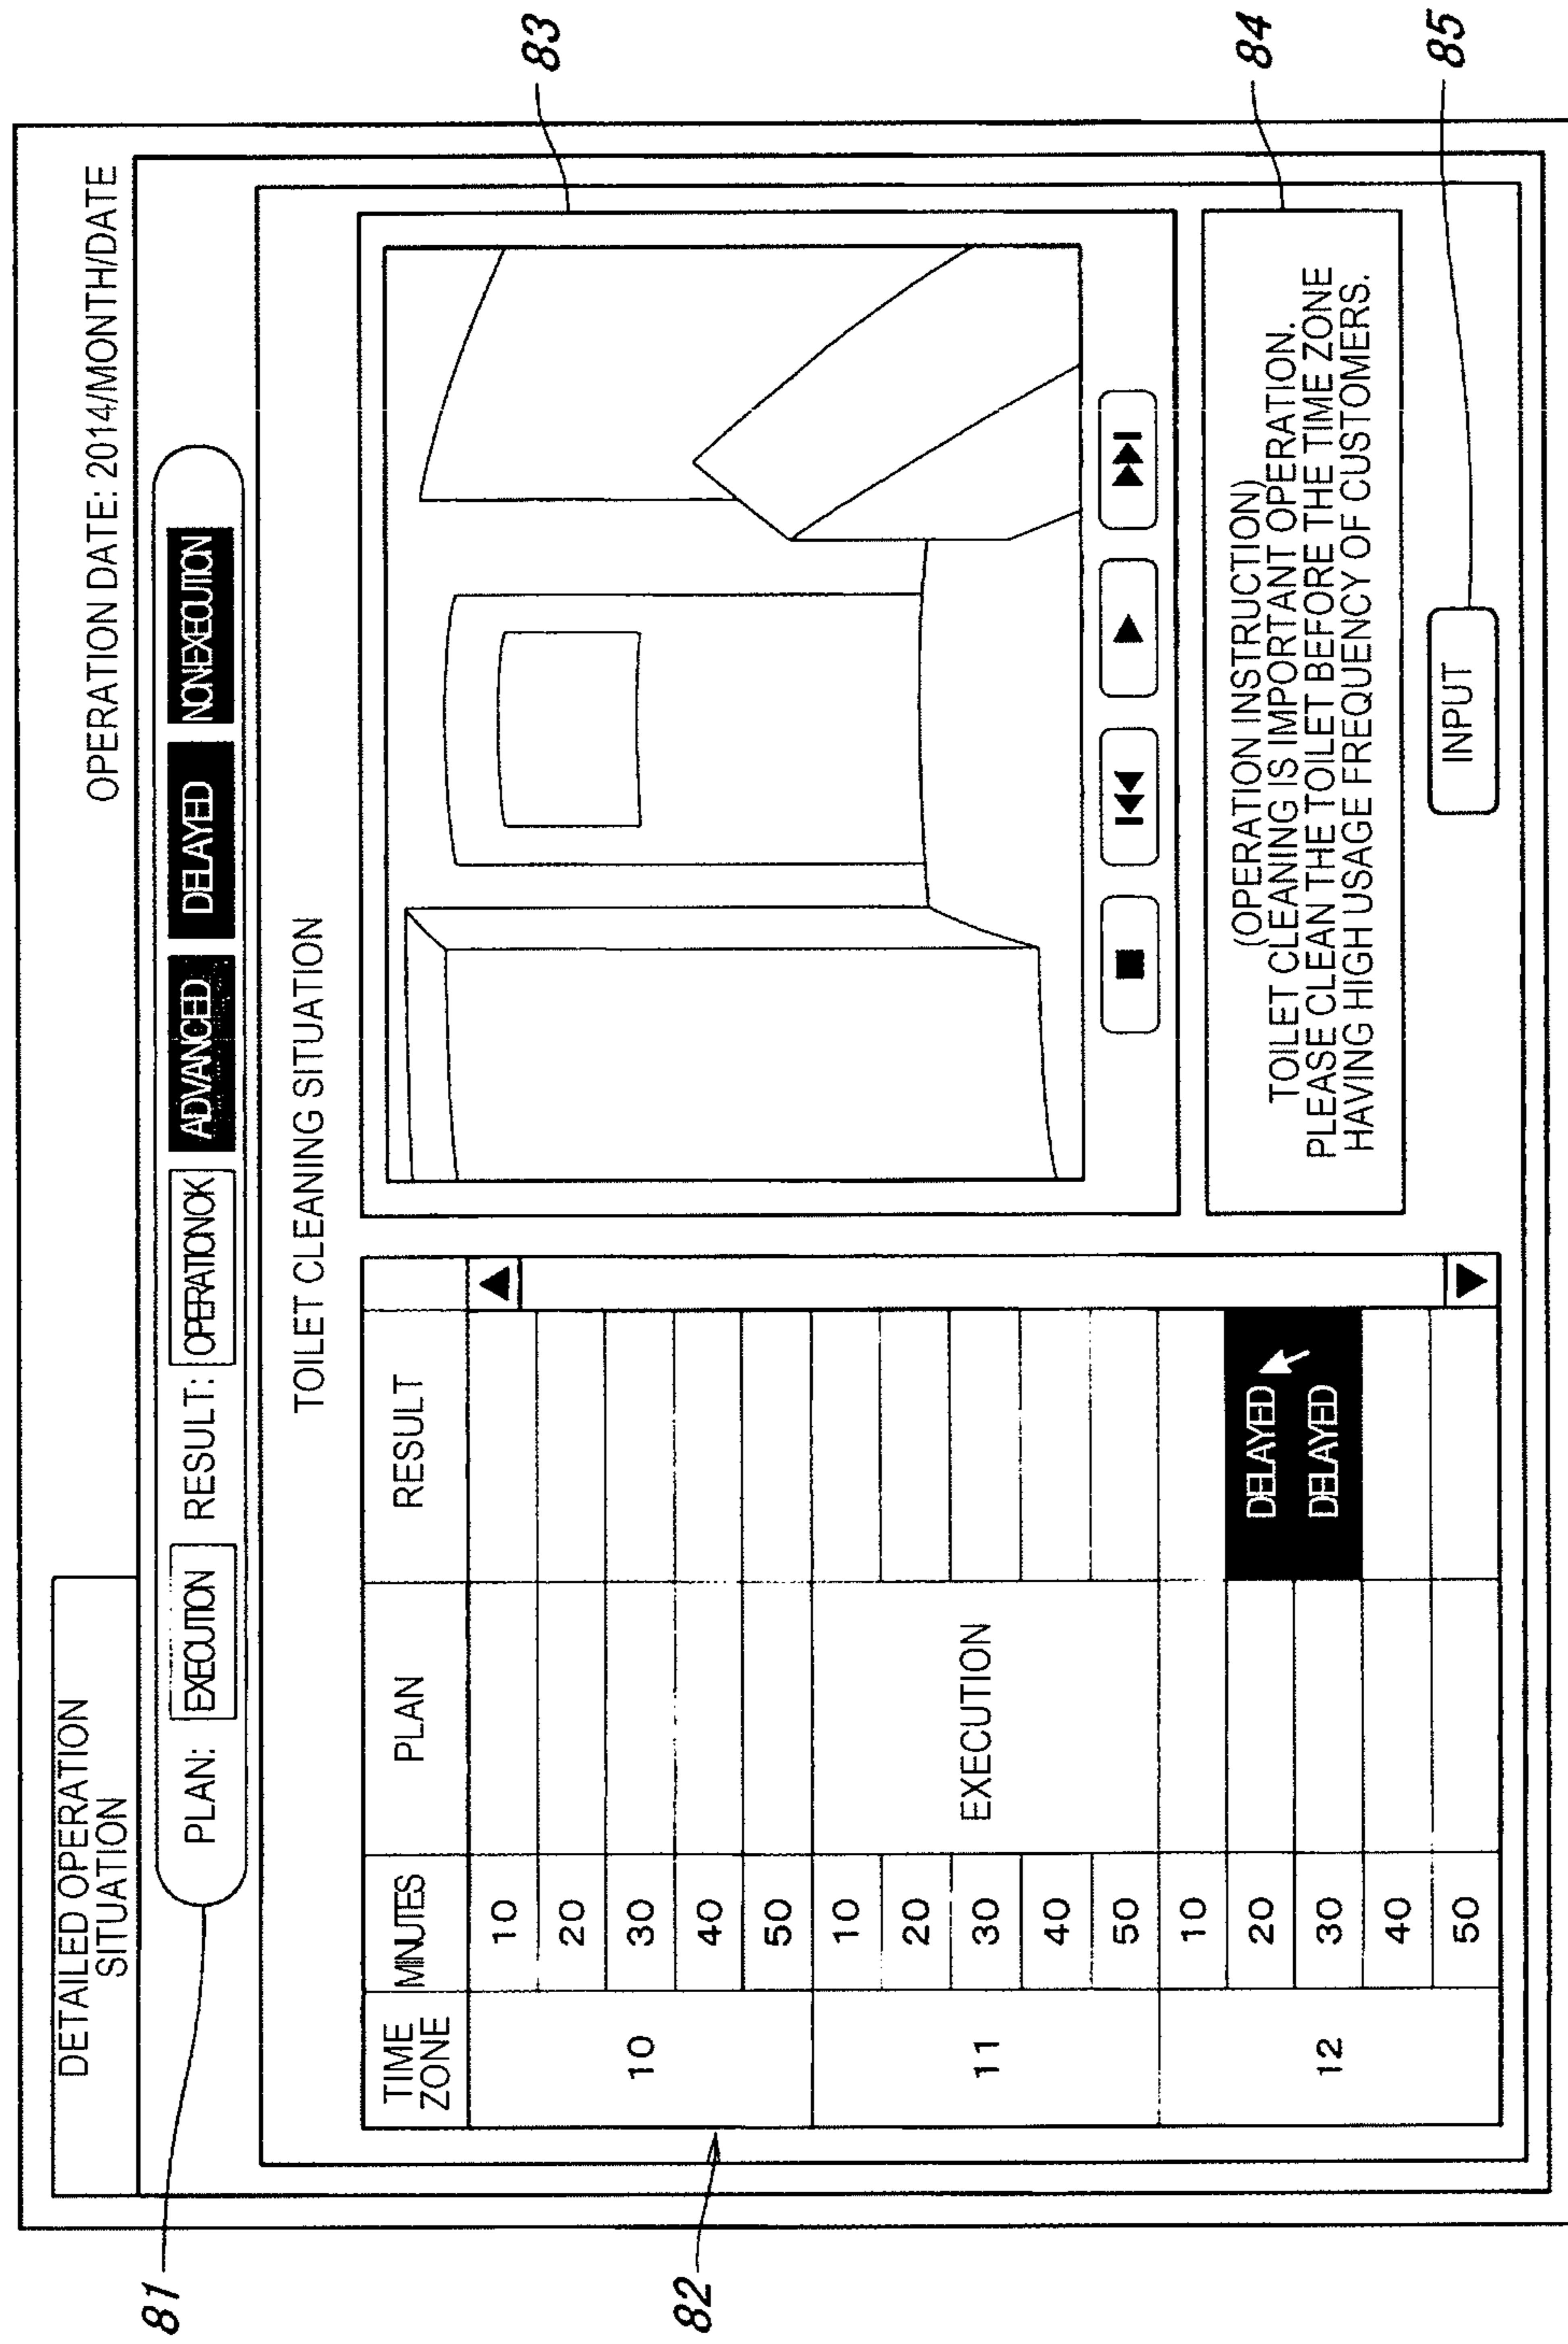 DETAILED OPERATION
SITUATION
OPERATION DATE: 2014/MONTH/DATE
PLAN: EXECUTION RESULT: OPERATION OK ADVANCED DELAYED NONEXECUTION
TOILET CLEANING SITUATION
TIME
ZONE
MINUTES PLAN RESULT
10
10
20
30
40
50
11
10
20
30
40
50
EXECUTION
12
10
20 DELAYED
30 DELAYED
40
50
(OPERATION INSTRUCTION)
TOILET CLEANING IS IMPORTANT OPERATION.
PLEASE CLEAN THE TOILET BEFORE THE TIME ZONE
HAVING HIGH USAGE FREQUENCY OF CUSTOMERS.
INPUT
81
82
83
84
85